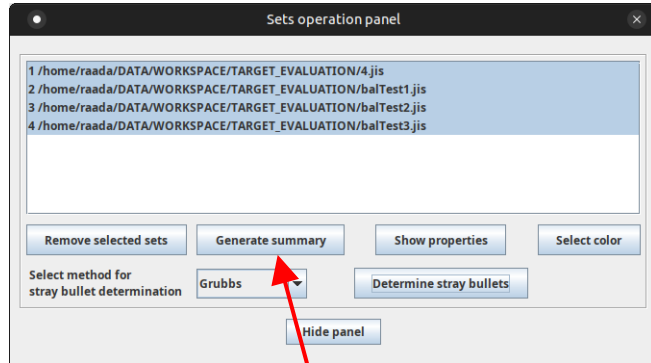 Sets operation panel
1 /home/raada/DATA/WORKSPACE/TARGET_EVALUATION/4.jis
2 /home/raada/DATA/WORKSPACE/TARGET_EVALUATION/balTest1.jis
3 /home/raada/DATA/WORKSPACE/TARGET_EVALUATION/balTest2.jis
4 /home/raada/DATA/WORKSPACE/TARGET_EVALUATION/balTest3.jis
Remove selected sets Generate summary Show properties Select color
Select method for
stray bullet determination Grubbs Determine stray bullets
Hide panel